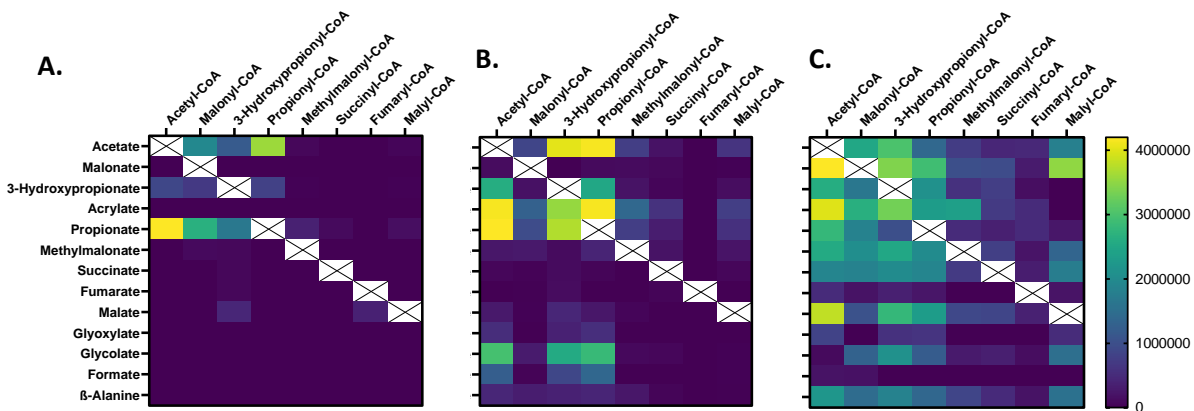 A.
Acetyl-CoA
Malonyl-CoA
3-Hydroxypropionyl-CoA
Propionyl-CoA
Methylmalonyl-CoA
Succinyl-CoA
Fumaryl-CoA
Malyl-CoA
B.
Acetyl-CoA
Malonyl-CoA
3-Hydroxypropionyl-CoA
Propionyl-CoA
Methylmalonyl-CoA
Succinyl-CoA
Fumaryl-CoA
Malyl-CoA
C.
Acetyl-CoA
Malonyl-CoA
3-Hydroxypropionyl-CoA
Propionyl-CoA
Methylmalonyl-CoA
Succinyl-CoA
Fumaryl-CoA
Malyl-CoA
Acetate
Malonate
3-Hydroxypropionate
Acrylate
Propionate
Methylmalonate
Succinate
Fumarate
Malate
Glyoxylate
Glycolate
Formate
ß-Alanine
4000000
3000000
2000000
1000000
0